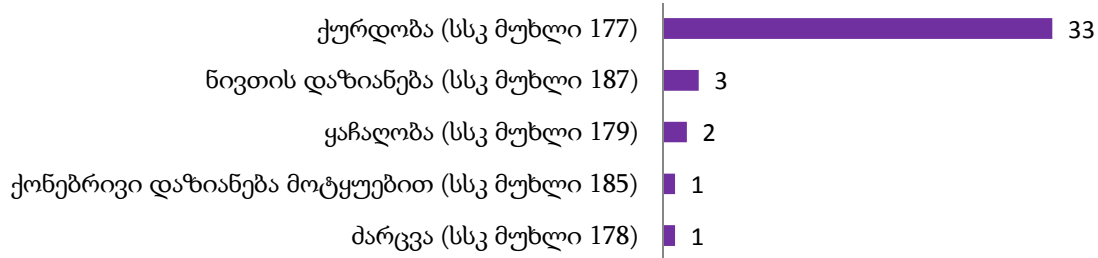 ქურდობა (სსკ მუხლი 177) 33
ნივთის დაზიანება (სსკ მუხლი 187) 3
ყაჩაღობა (სსკ მუხლი 179) 2
ქონებრივი დაზიანება მოტყუებით (სსკ მუხლი 185) 1
ძარცვა (სსკ მუხლი 178) 1